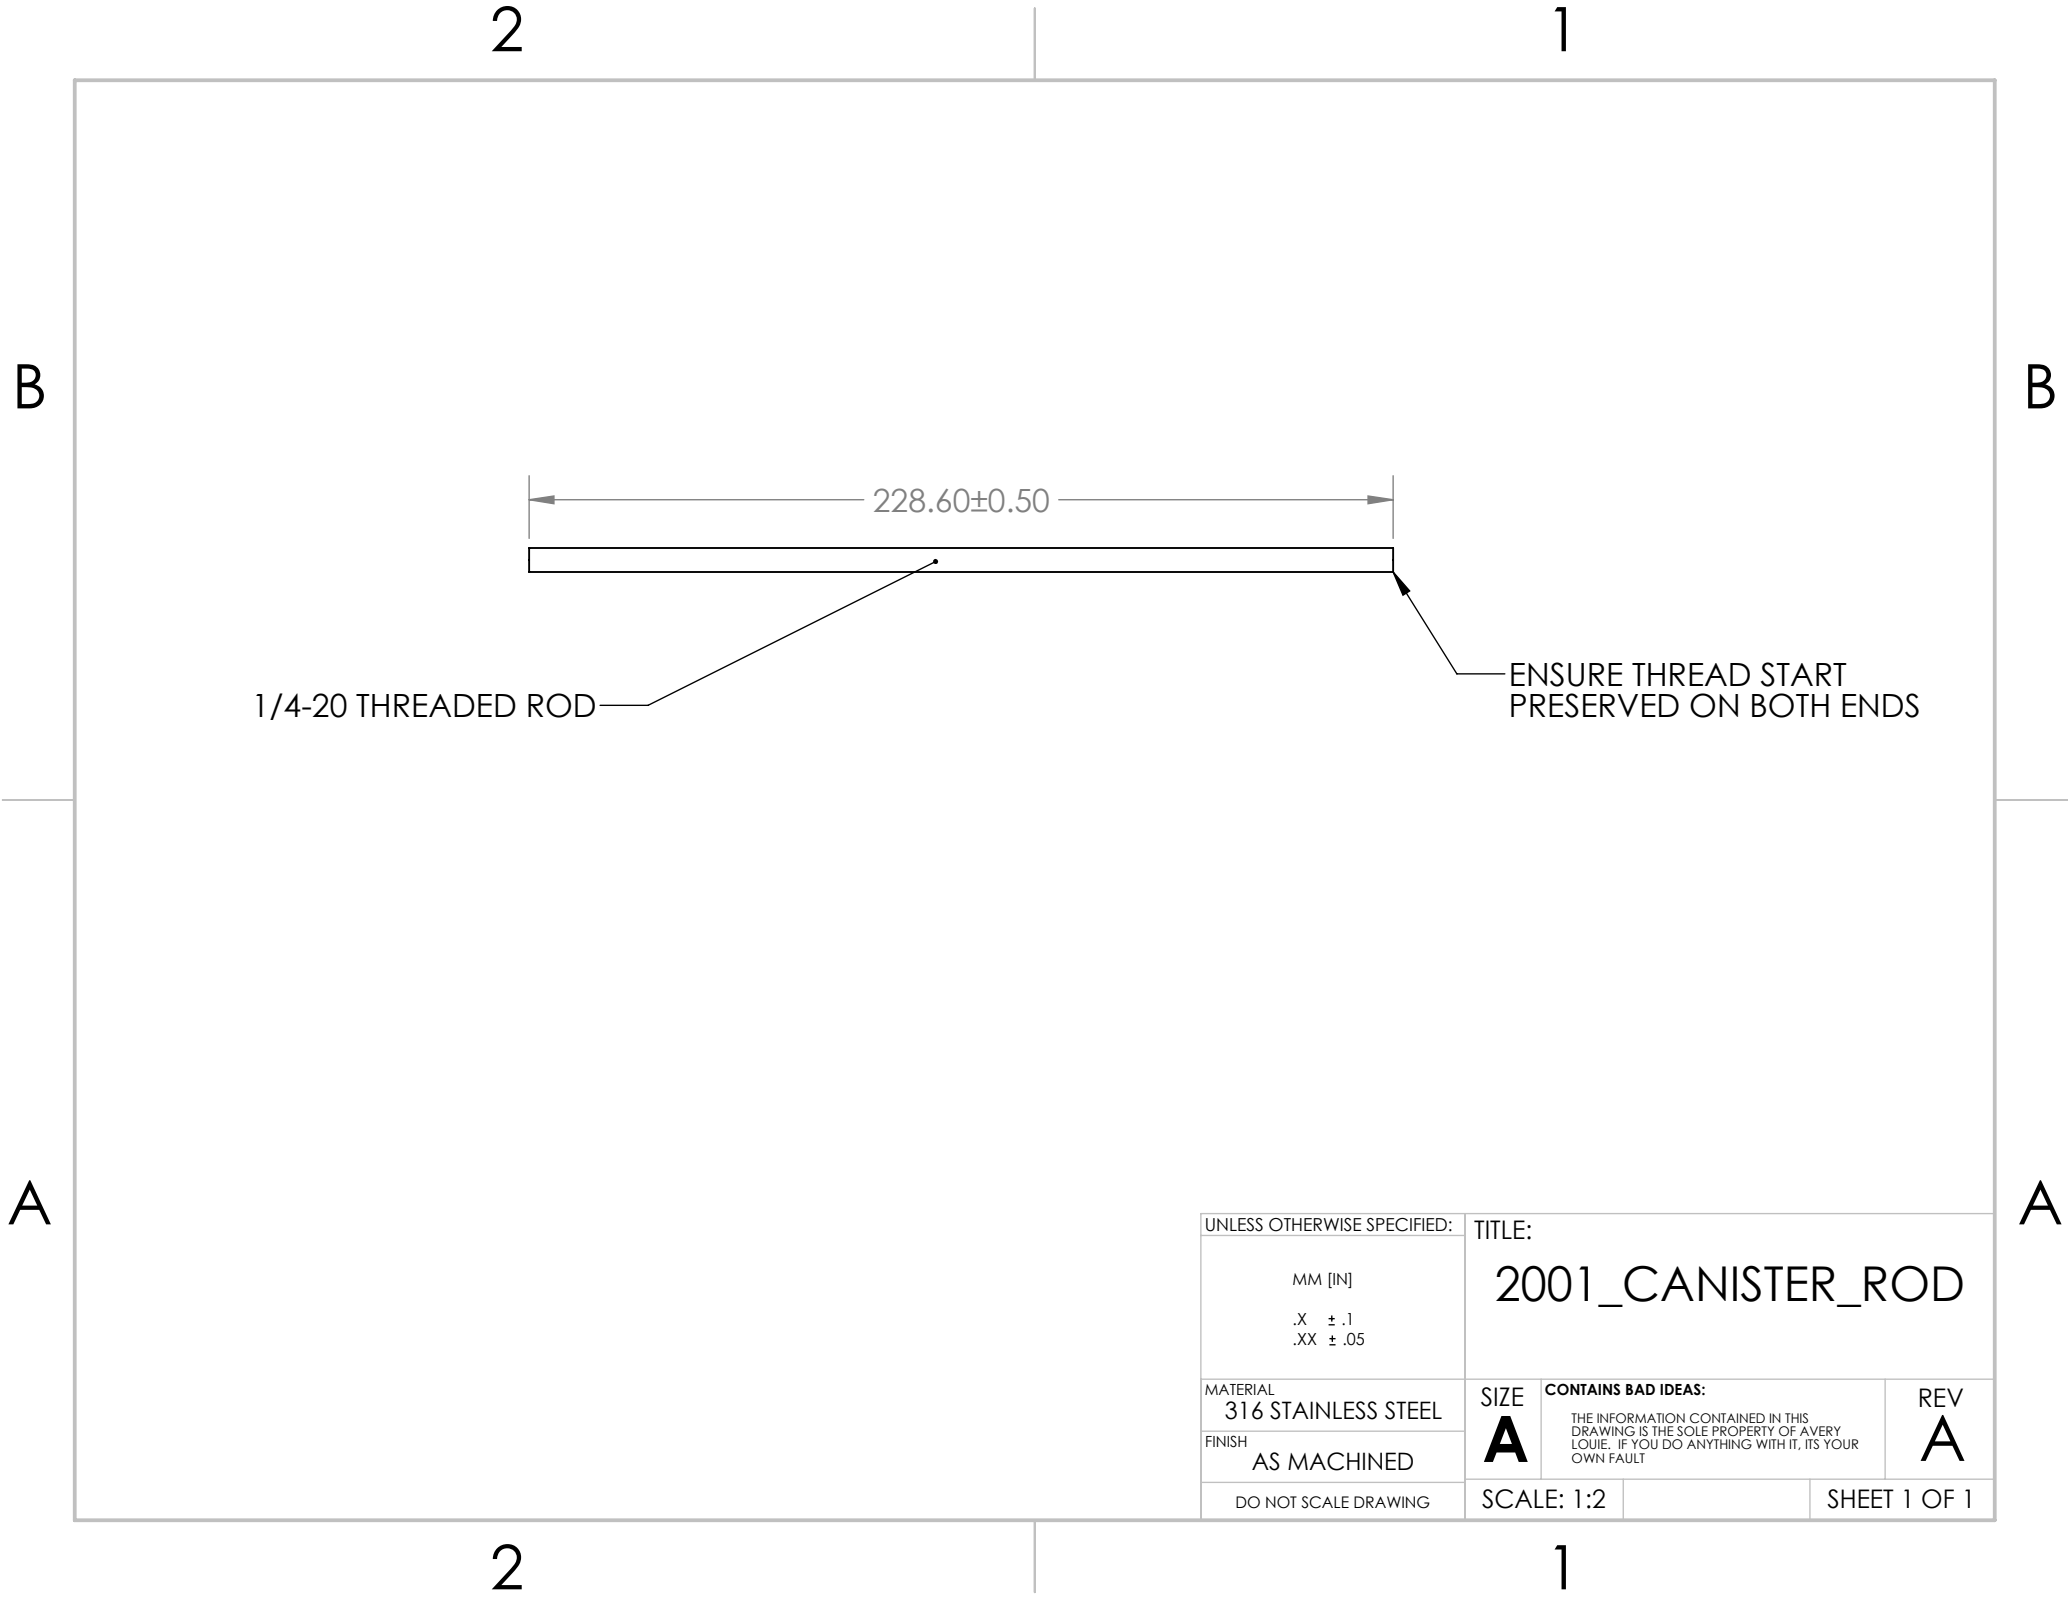 2
1
B
B
228.60±0.50
1/4-20 THREADED ROD
ENSURE THREAD START
PRESERVED ON BOTH ENDS
A
A
UNLESS OTHERWISE SPECIFIED:
MM [IN]
.X ± .1
.XX ± .05
TITLE:
2001_CANISTER_ROD
MATERIAL
316 STAINLESS STEEL
FINISH
AS MACHINED
DO NOT SCALE DRAWING
SIZE
A
CONTAINS BAD IDEAS:
THE INFORMATION CONTAINED IN THIS
DRAWING IS THE SOLE PROPERTY OF AVERY
LOUIE. IF YOU DO ANYTHING WITH IT, ITS YOUR
OWN FAULT
REV
A
SCALE: 1:2
SHEET 1 OF 1
2
1